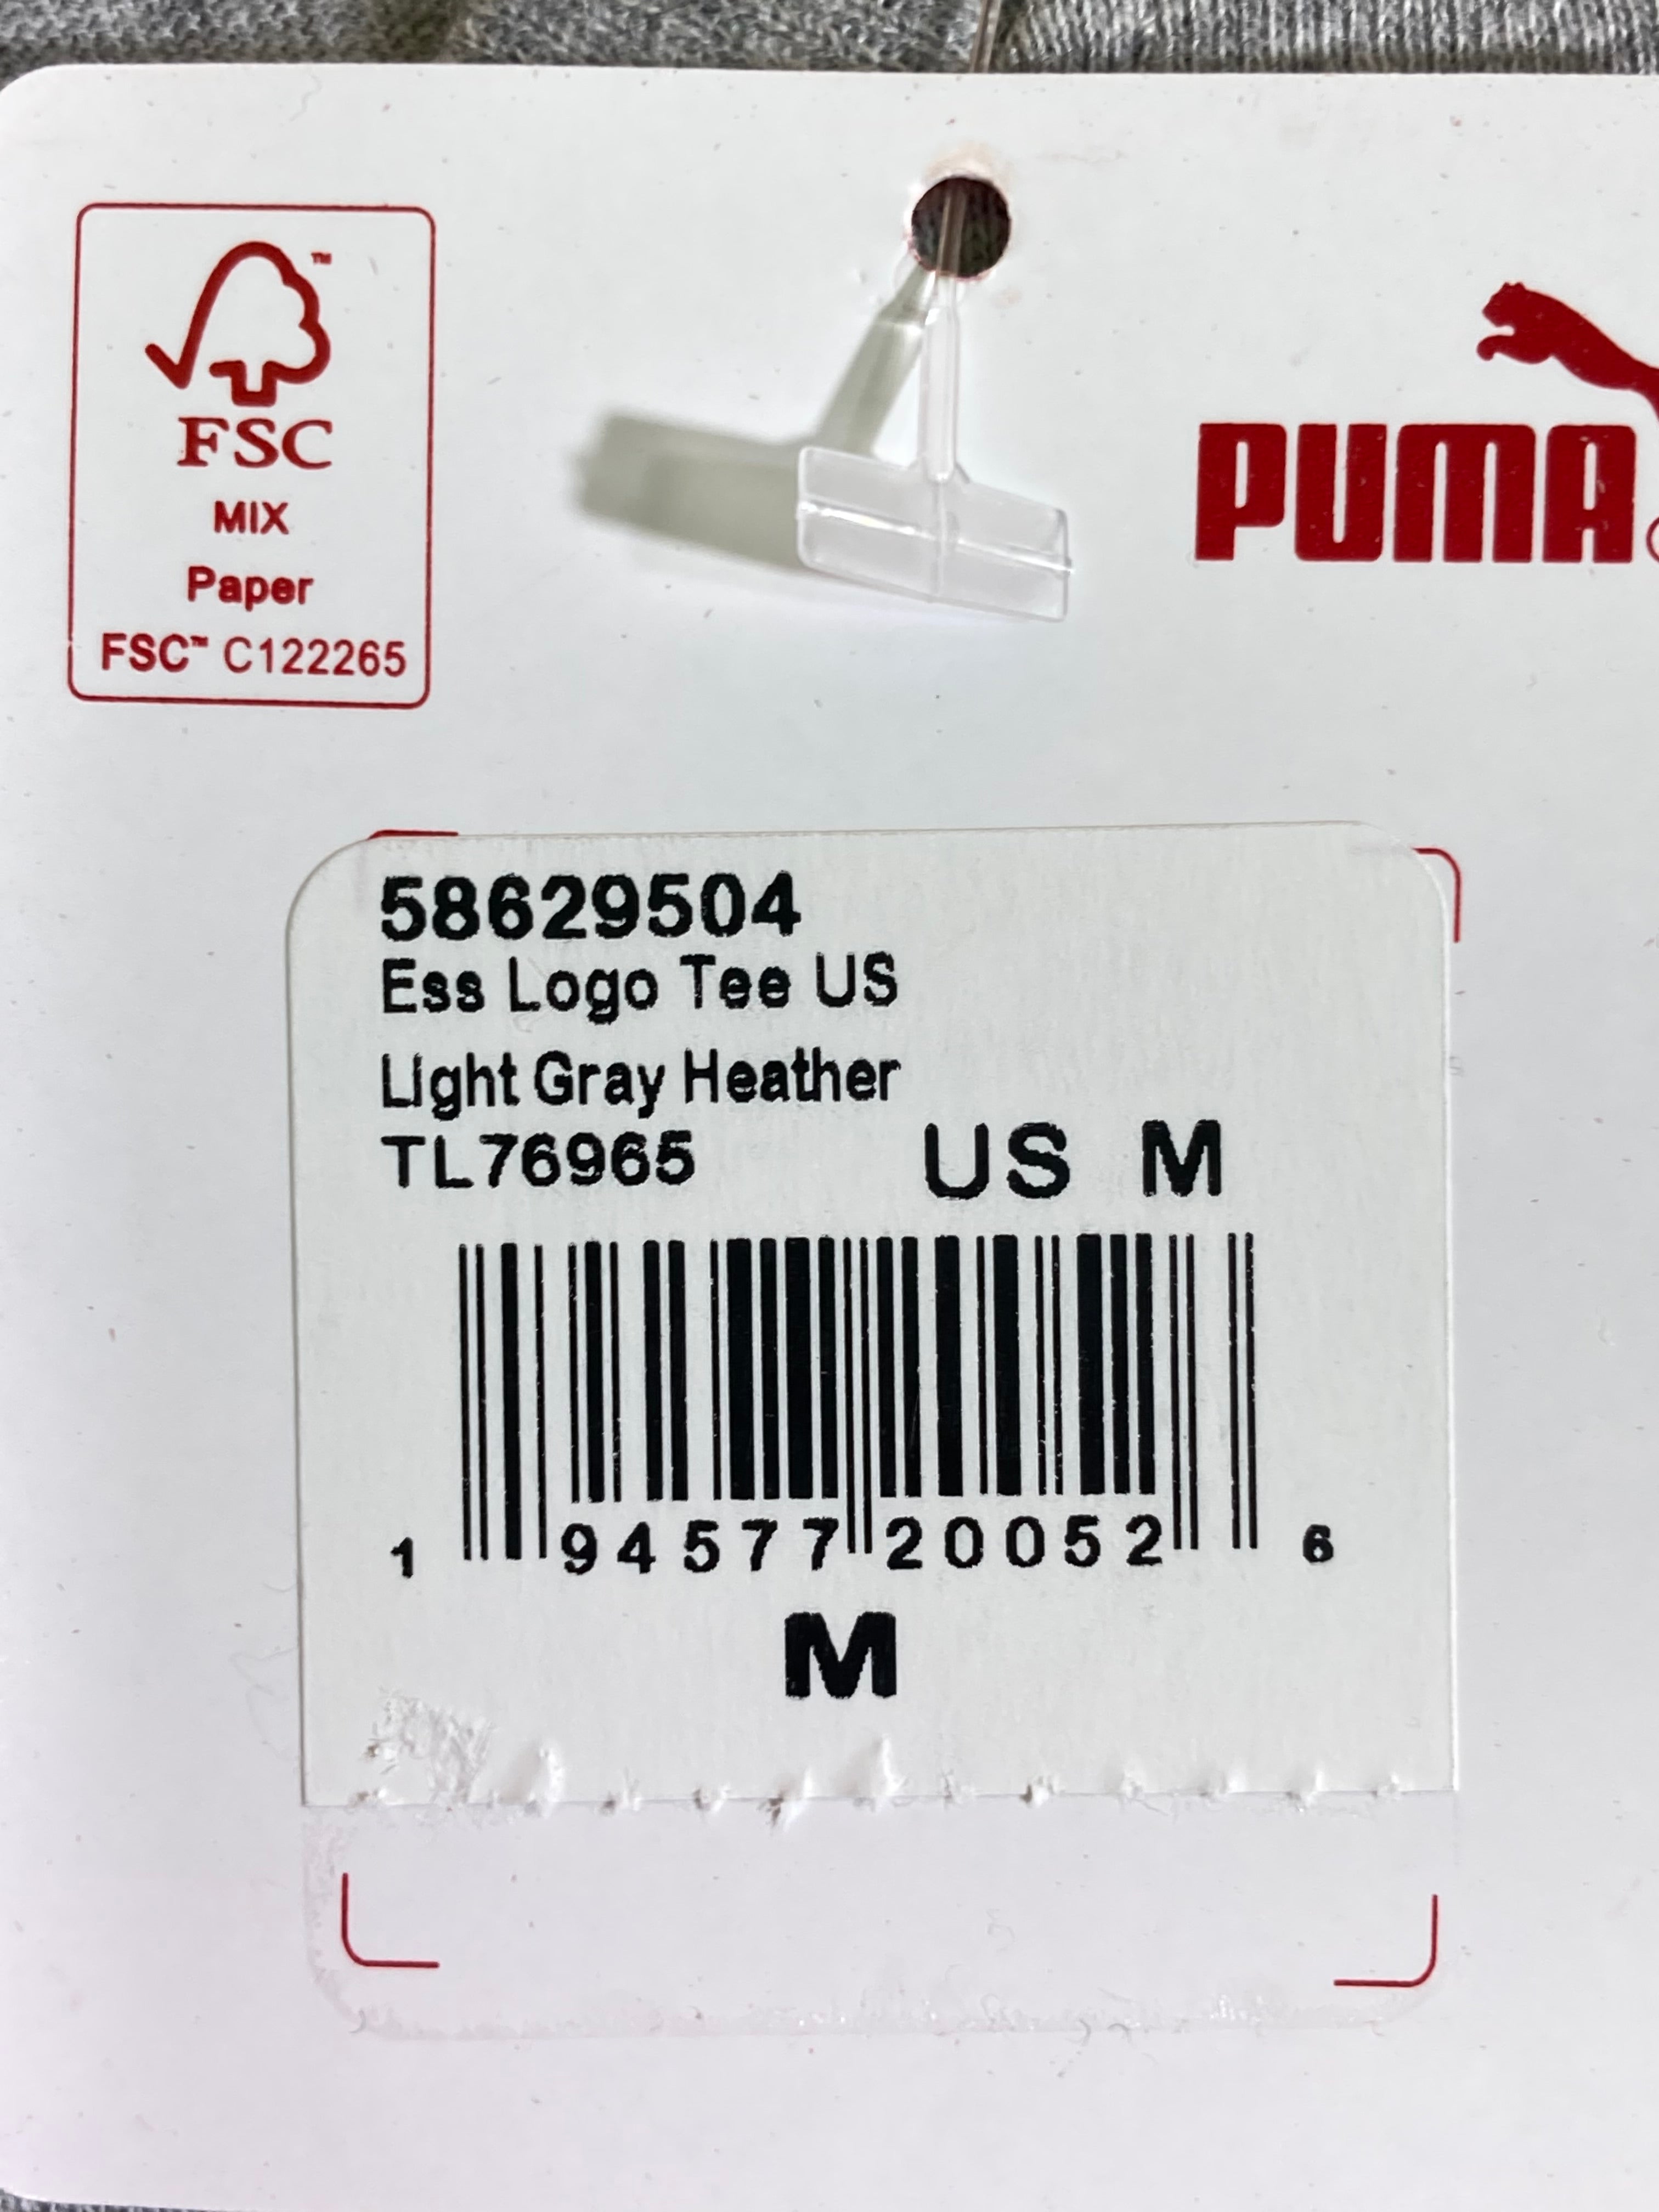 ™
FSC
MIX
Paper
FSC™ C122265
PUMA
58629504
Ess Logo Tee US
Light Gray Heather
TL76965 US M
1 94577 20052 6
M